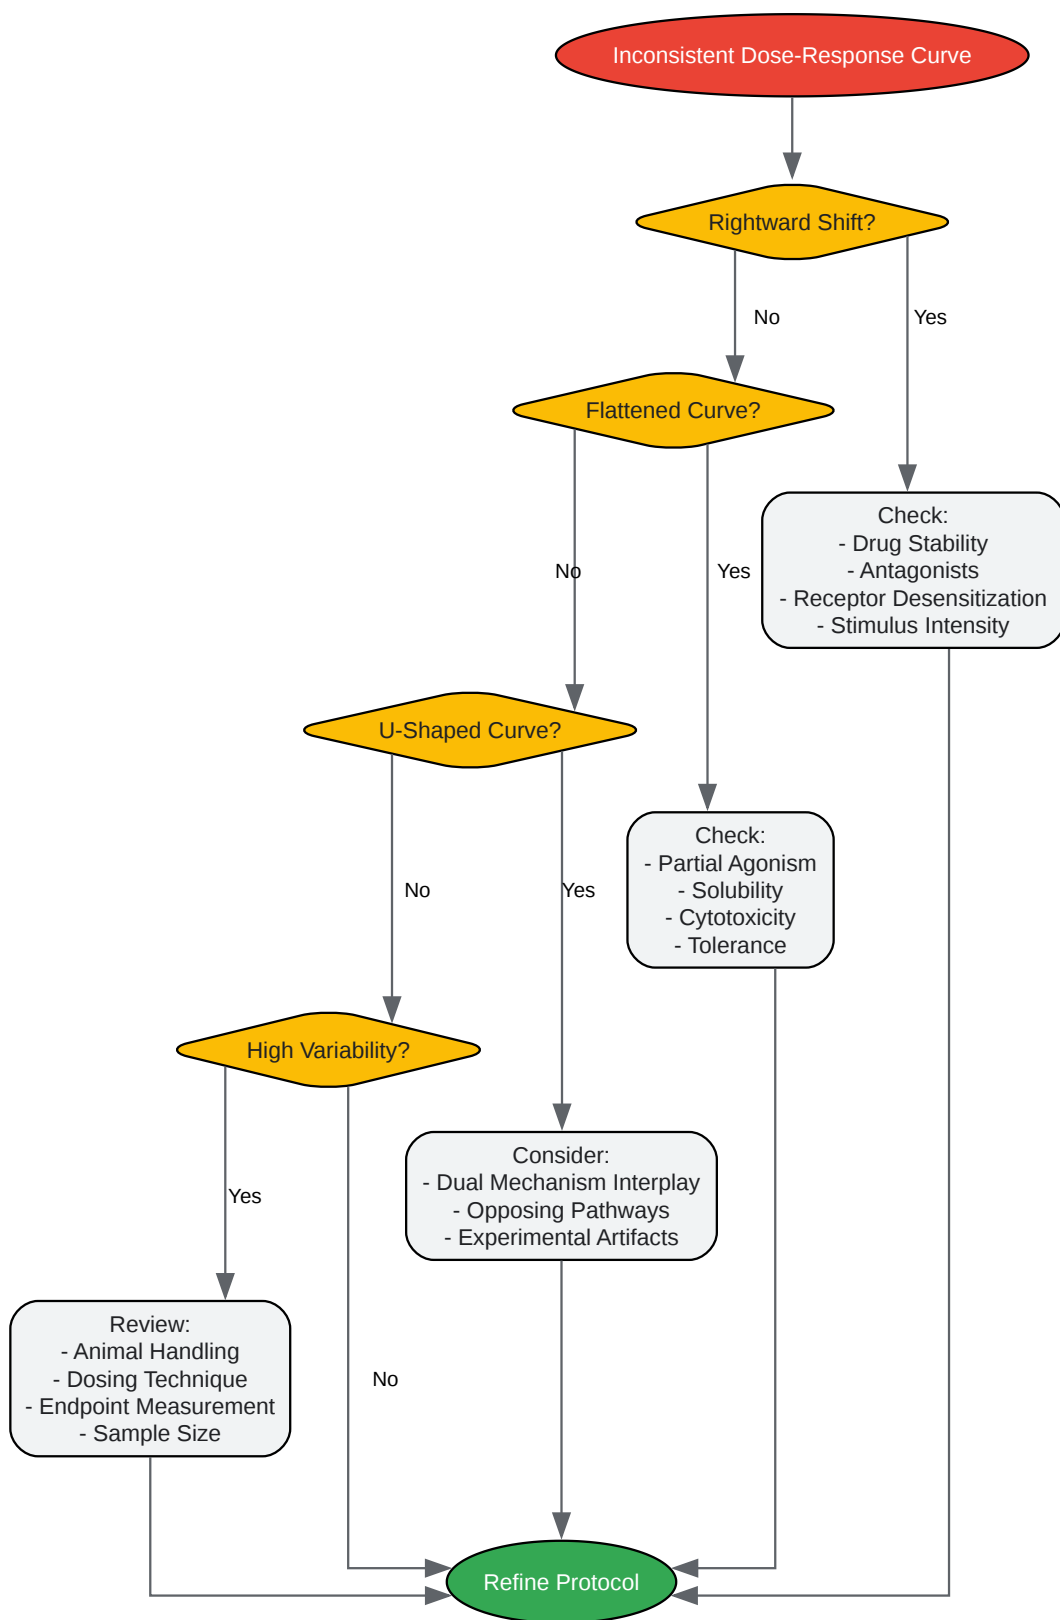 Inconsistent Dose-Response Curve
Rightward Shift?
No
Yes
Flattened Curve?
Check:
- Drug Stability
- Antagonists
- Receptor Desensitization
- Stimulus Intensity
No
Yes
U-Shaped Curve?
Check:
- Partial Agonism
- Solubility
- Cytotoxicity
- Tolerance
No
Yes
High Variability?
Consider:
- Dual Mechanism Interplay
- Opposing Pathways
- Experimental Artifacts
Yes
No
Review:
- Animal Handling
- Dosing Technique
- Endpoint Measurement
- Sample Size
Refine Protocol